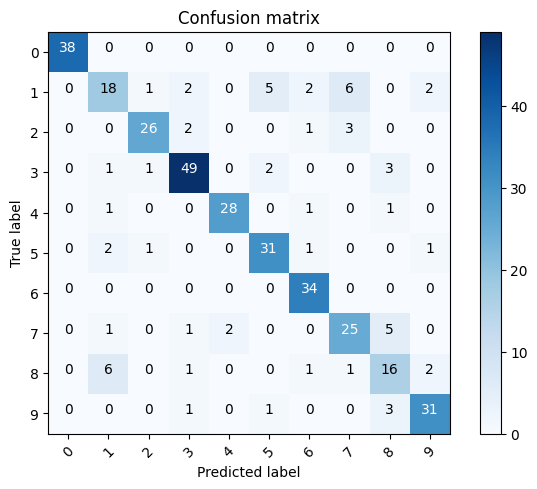 Confusion matrix
0 38 0 0 0 0 0 0 0 0 0
1 0 18 1 2 0 5 2 6 0 2
2 0 0 26 2 0 0 1 3 0 0
3 0 1 1 49 0 2 0 0 3 0
4 0 1 0 0 28 0 1 0 1 0
5 0 2 1 0 0 31 1 0 0 1
6 0 0 0 0 0 0 34 0 0 0
7 0 1 0 1 2 0 0 25 5 0
8 0 6 0 1 0 0 1 1 16 2
9 0 0 0 1 0 1 0 0 3 31
0 1 2 3 4 5 6 7 8 9
True label
Predicted label
40
30
20
10
0